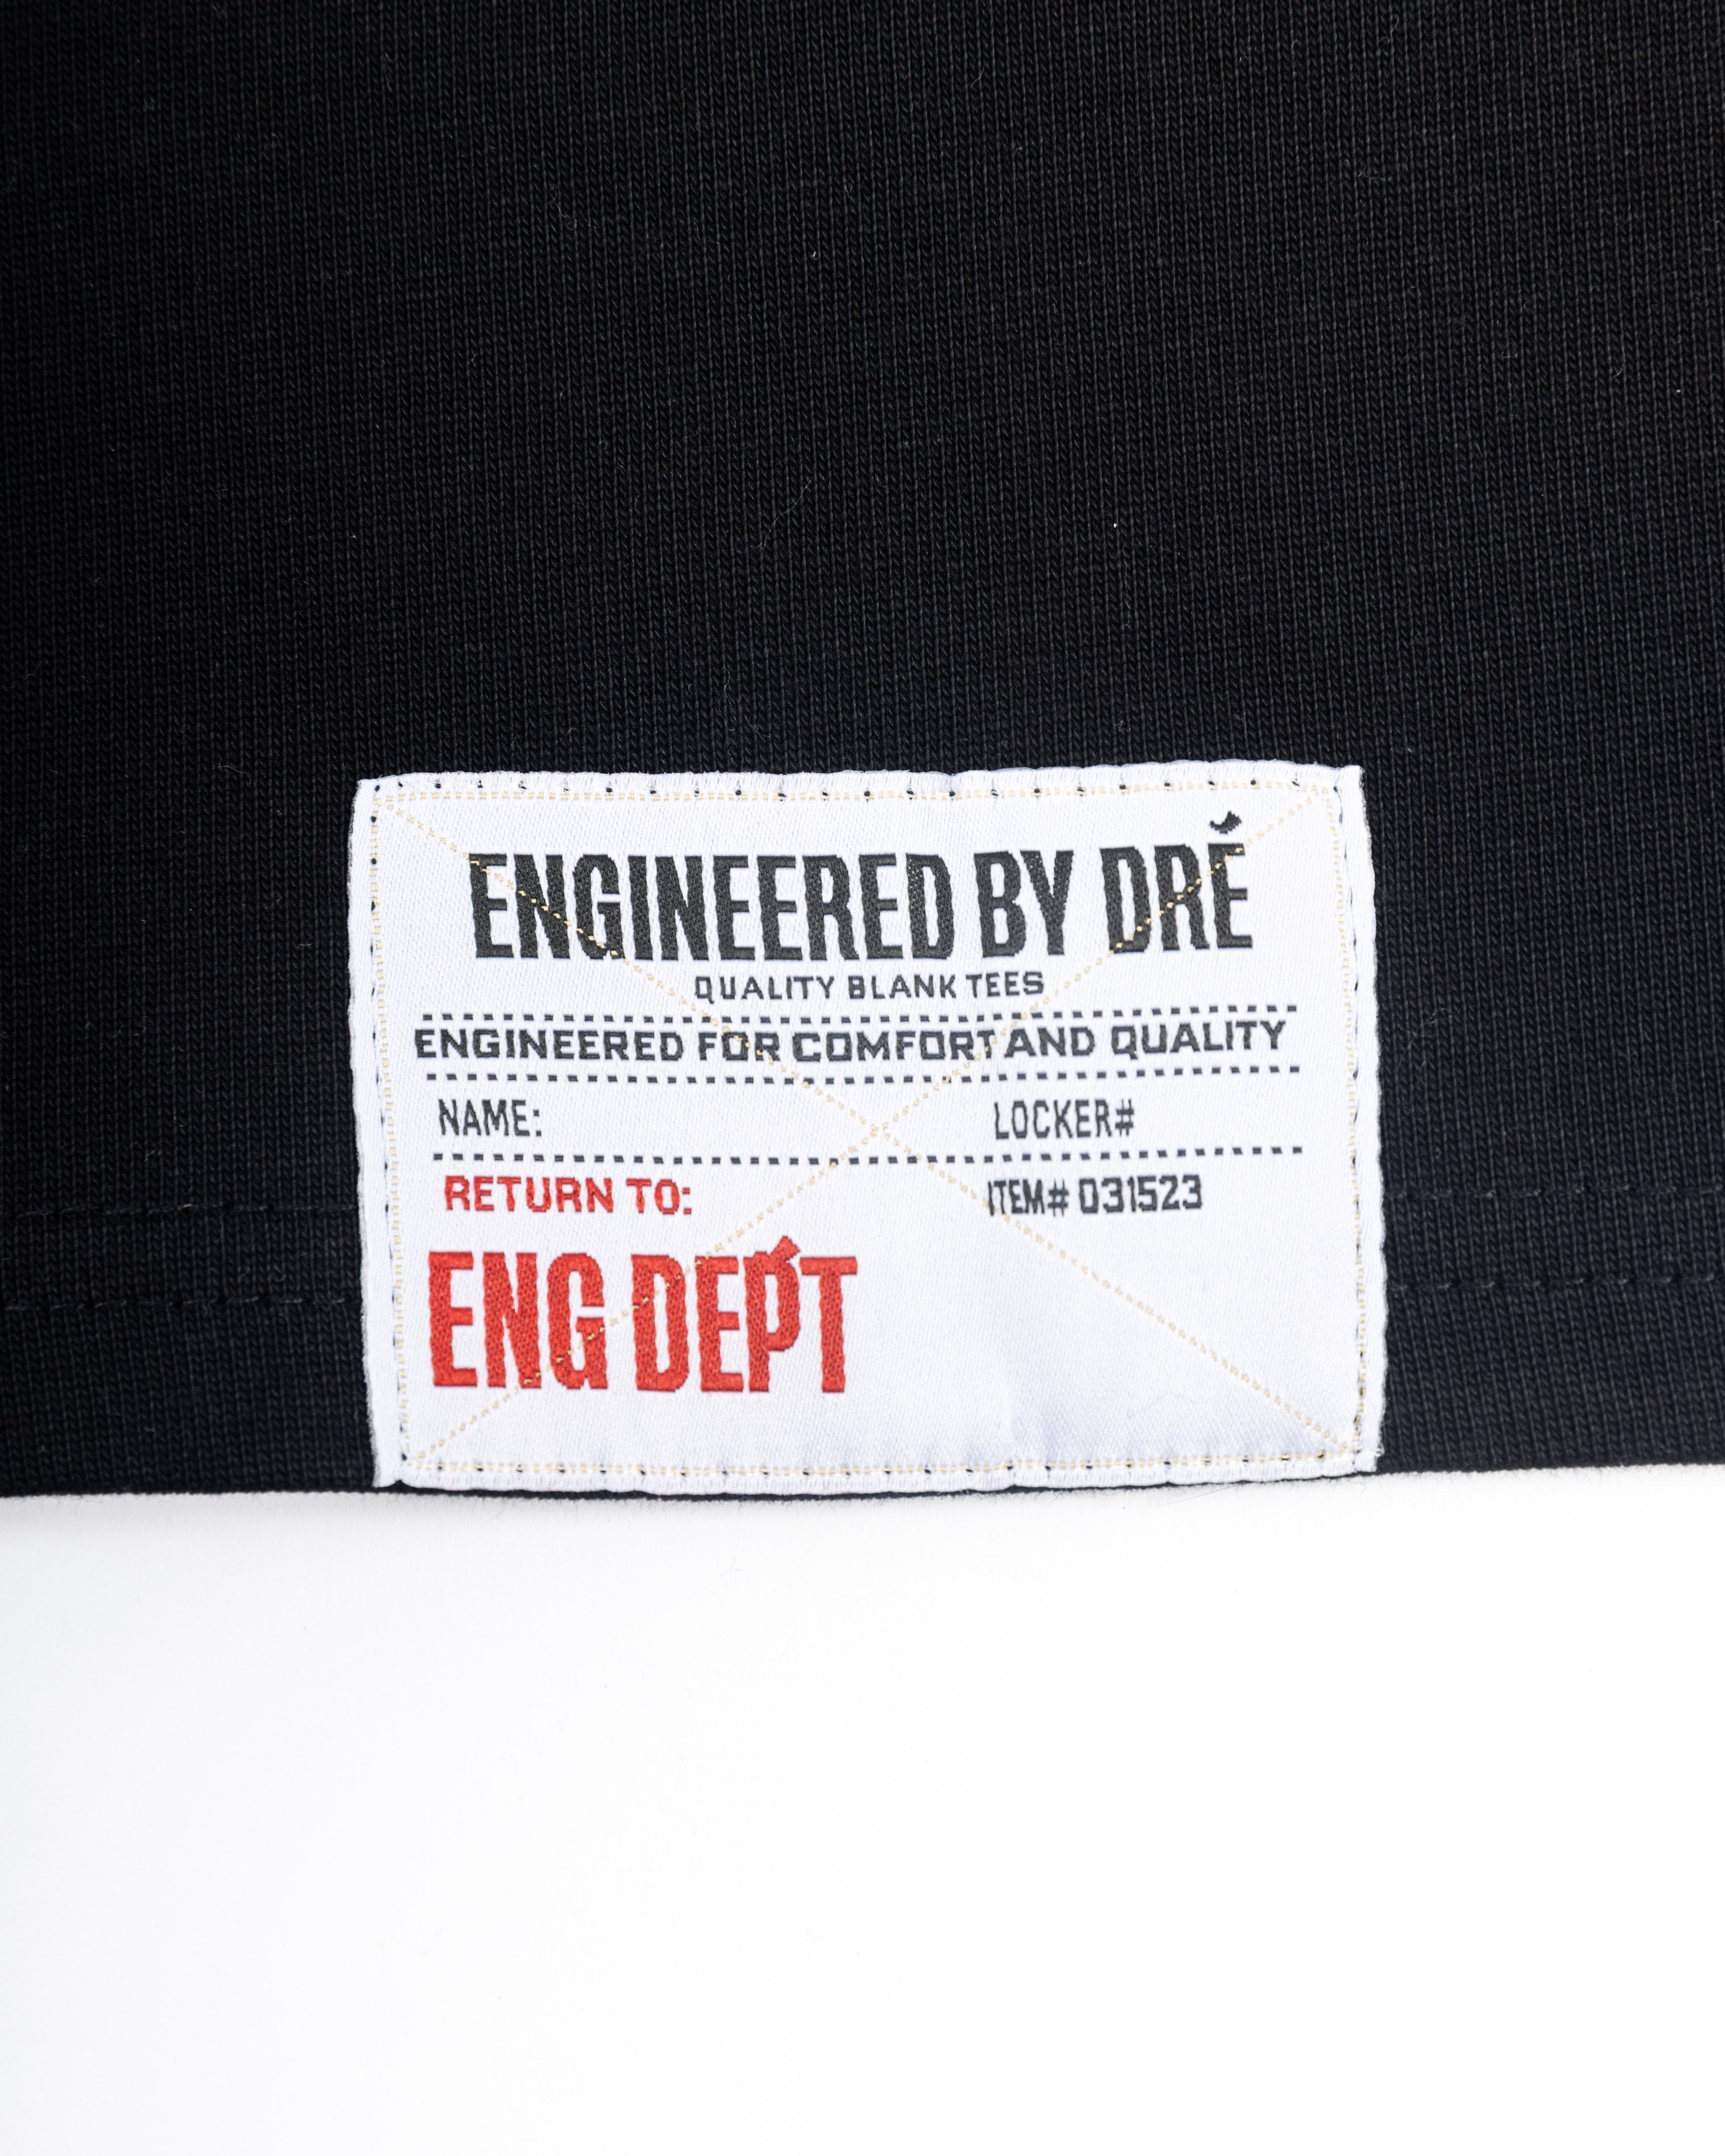 ENGINEERED BY DRÉ
QUALITY BLANK TEES
ENGINEERED FOR COMFORT AND QUALITY
NAME: LOCKER#
RETURN TO: ITEM# 031523
ENG DEPT